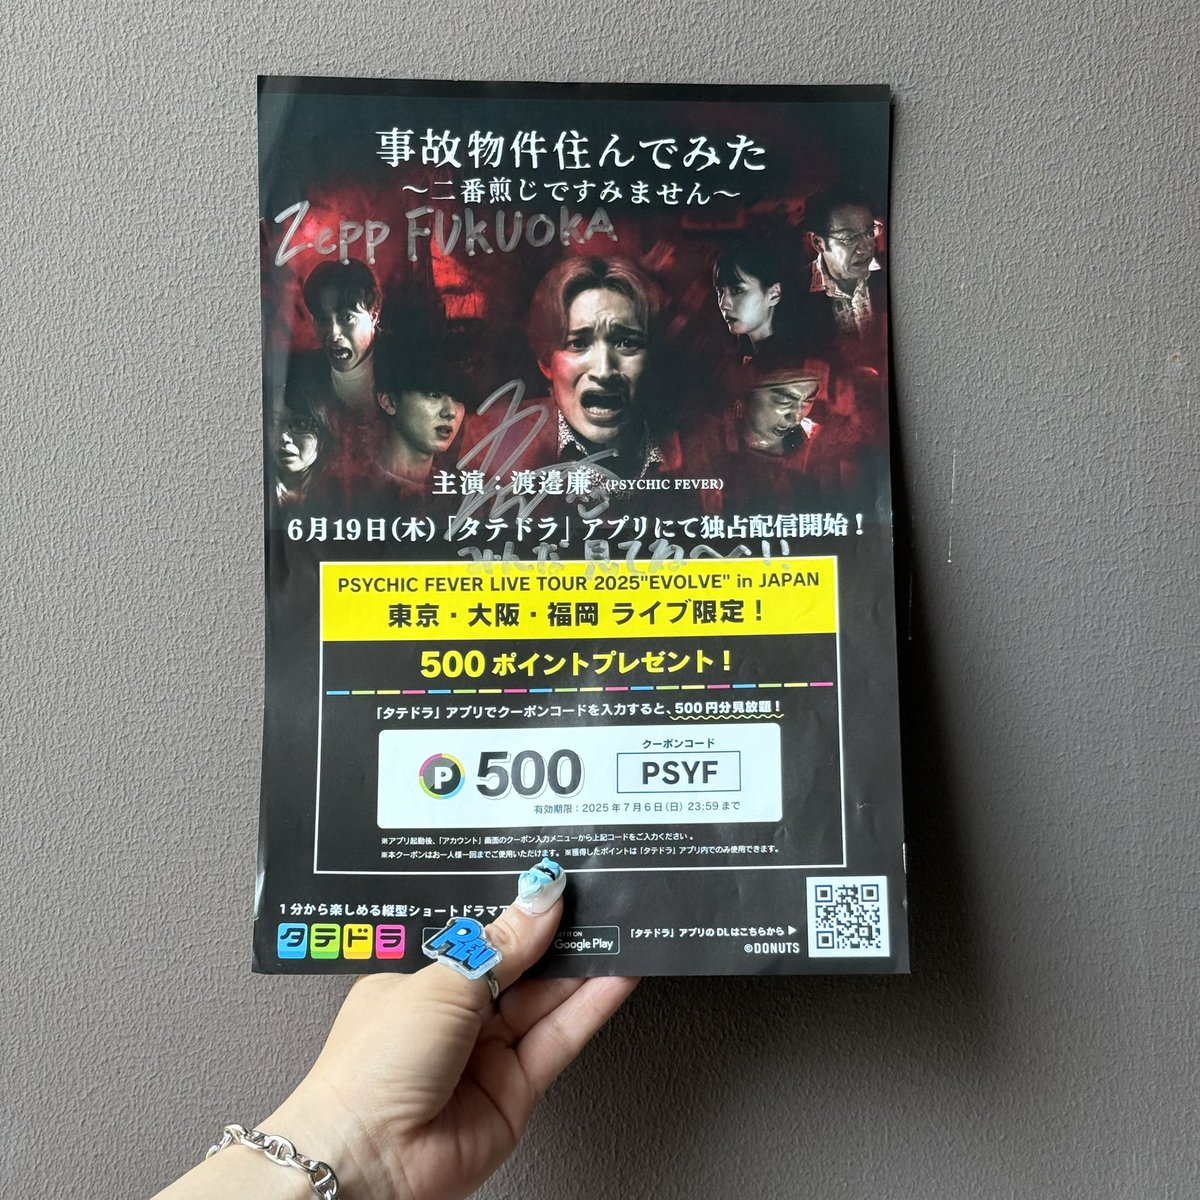 事故物件住んでみた
～二番煎じですみません～
Zepp FUKUOKA
主演：渡邉廉 (PSYCHIC FEVER)
6月19日(木)「タテドラ」アプリにて独占配信開始！
みんな見てね〜〜!!
PSYCHIC FEVER LIVE TOUR 2025"EVOLVE" in JAPAN
東京・大阪・福岡 ライブ限定！
500ポイントプレゼント！
「タテドラ」アプリでクーポンコードを入力すると、500円分見放題！
P 500
クーポンコード
PSYF
有効期限：2025年7月6日(日) 23:59まで
※アプリ起動後、「アカウント」画面のクーポン入力メニューから上記コードをご入力ください。
※本クーポンはお一人様一回までご使用いただけます。※獲得したポイントは「タテドラ」アプリ内でのみ使用できます。
1分から楽しめる縦型ショートドラマア
タテドラ
PSYFEV
GET IT ON
Google Play
「タテドラ」アプリのDLはこちらから▶
©DONUTS